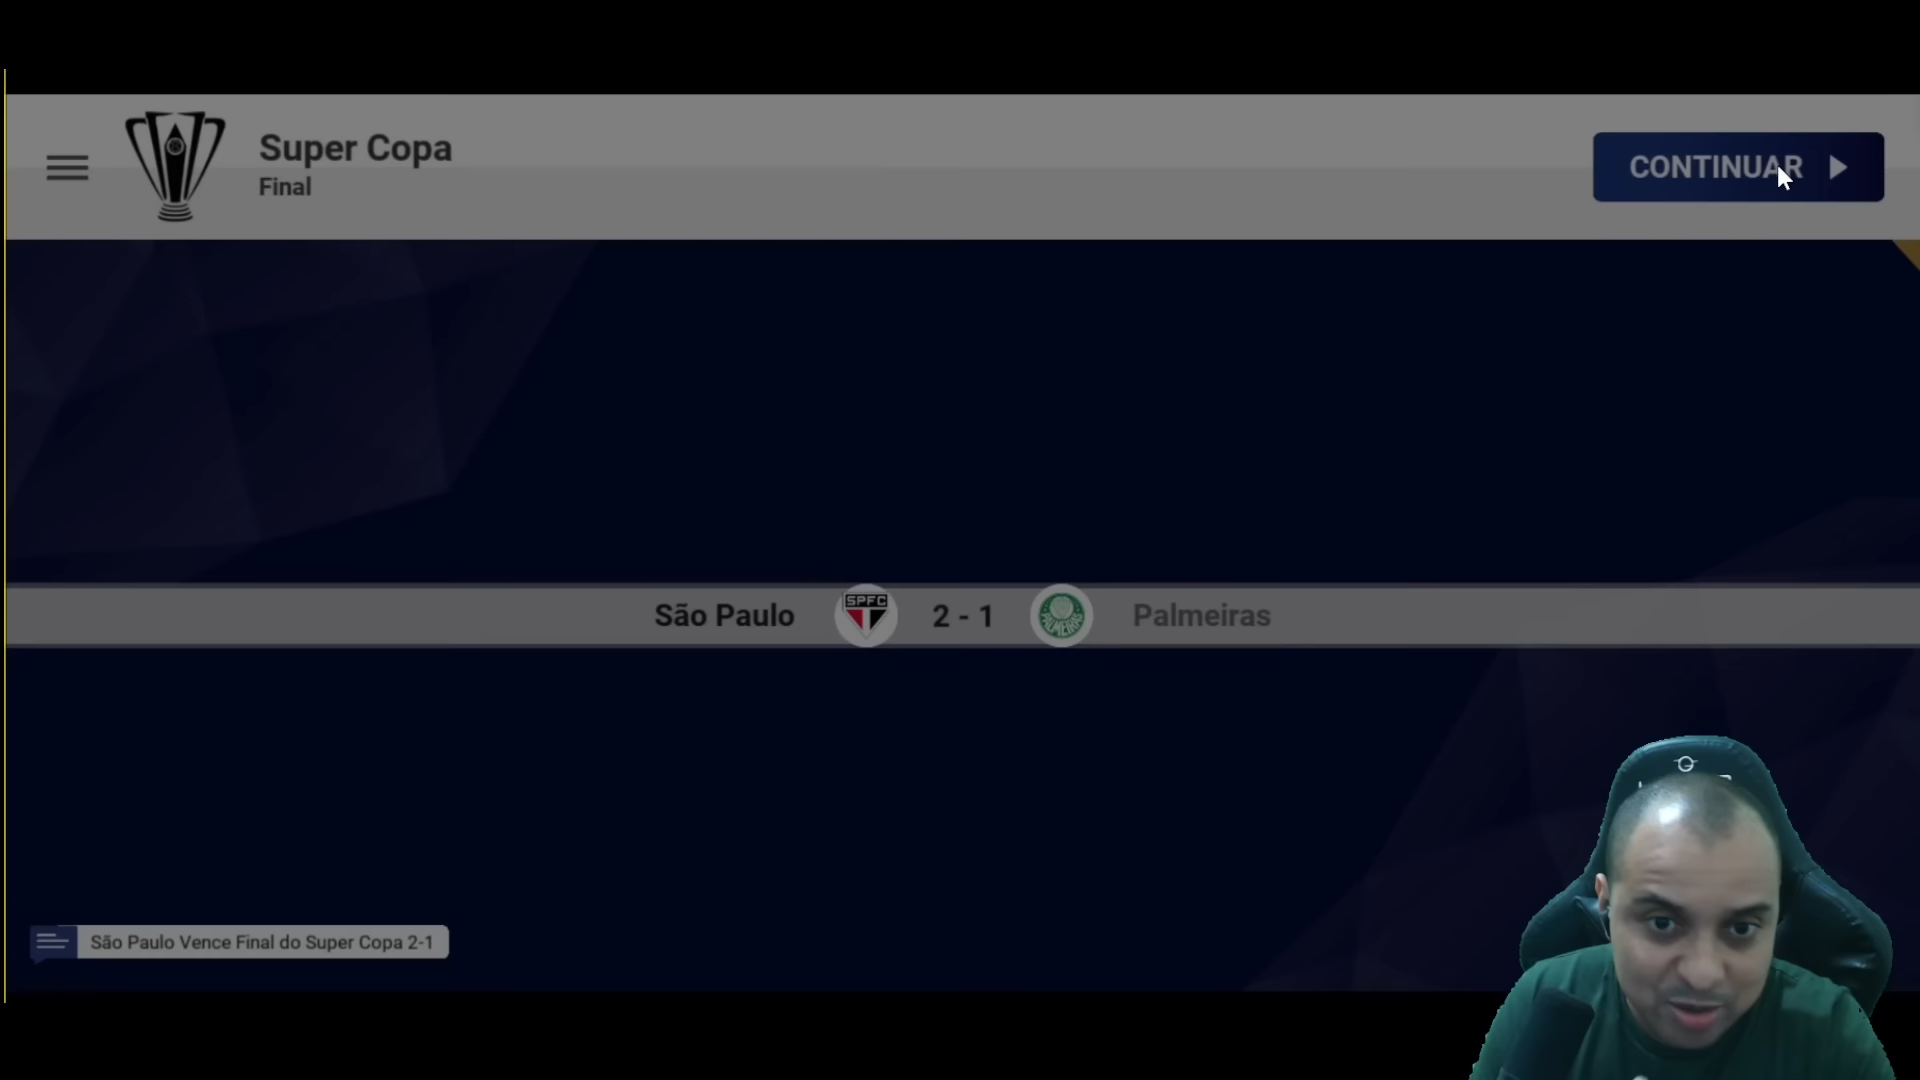 Super Copa
Final
CONTINUAR
São Paulo
SPFC
2 - 1
PALMEIRAS
Palmeiras
São Paulo Vence Final do Super Copa 2-1